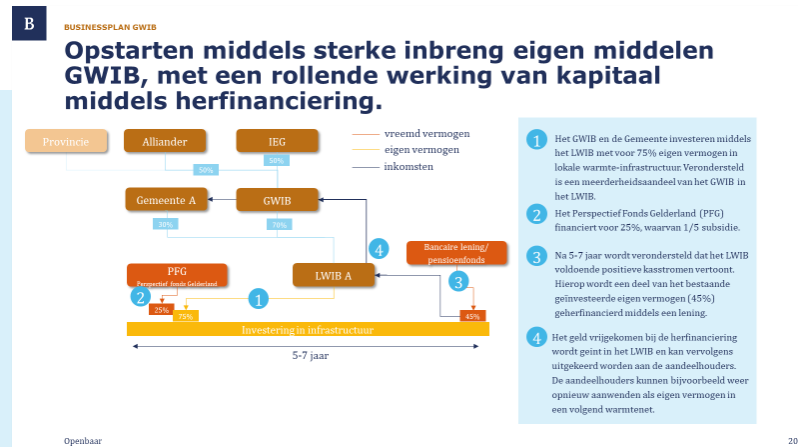 B
BUSINESSPLAN GWIB
Opstarten middels sterke inbreng eigen middelen
GWIB, met een rollende werking van kapitaal
middels herfinanciering.
Provincie
Alliander
IEG
vreemd vermogen
eigen vermogen
inkomsten
50%
50%
Gemeente A
GWIB
30%
70%
4
Bancaire lening/
pensioenfonds
PFG
Perspectief fonds Gelderland
LWIB A
3
2
1
25%
75%
45%
Investering in infrastructuur
5-7 jaar
1
Het GWIB en de Gemeente investeren middels
het LWIB met voor 75% eigen vermogen in
lokale warmte-infrastructuur. Verondersteld
is een meerderheidsaandeel van het GWIB in
het LWIB.
2
Het Perspectief Fonds Gelderland (PFG)
financiert voor 25%, waarvan 1/5 subsidie.
3
Na 5-7 jaar wordt verondersteld dat het LWIB
voldoende positieve kasstromen vertoont.
Hierop wordt een deel van het bestaande
geïnvesteerde eigen vermogen (45%)
geherfinancierd middels een lening.
4
Het geld vrijgekomen bij de herfinanciering
wordt geint in het LWIB en kan vervolgens
uitgekeerd worden aan de aandeelhouders.
De aandeelhouders kunnen bijvoorbeeld weer
opnieuw aanwenden als eigen vermogen in
een volgend warmtenet.
Openbaar
20